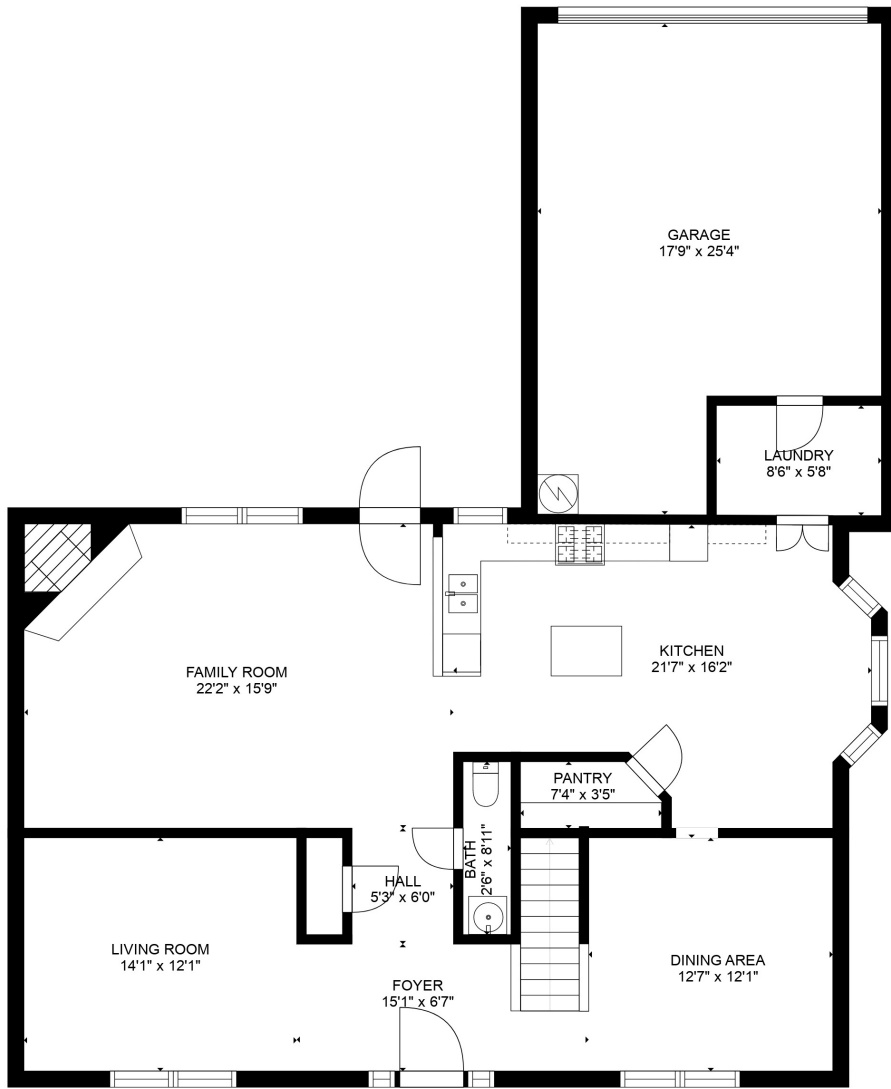 GARAGE
17'9" x 25'4"
LAUNDRY
8'6" x 5'8"
FAMILY ROOM
22'2" x 15'9"
KITCHEN
21'7" x 16'2"
PANTRY
7'4" x 3'5"
BATH
2'6" x 8'11"
HALL
5'3" x 6'0"
LIVING ROOM
14'1" x 12'1"
DINING AREA
12'7" x 12'1"
FOYER
15'1" x 6'7"